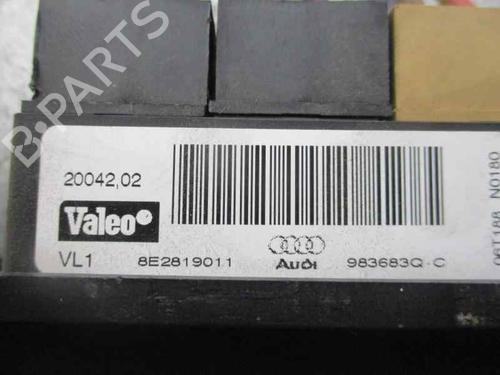 B-PARTS
20042,02
Valeo
VL1 8E2819011 Audi 983683Q-C
N0180